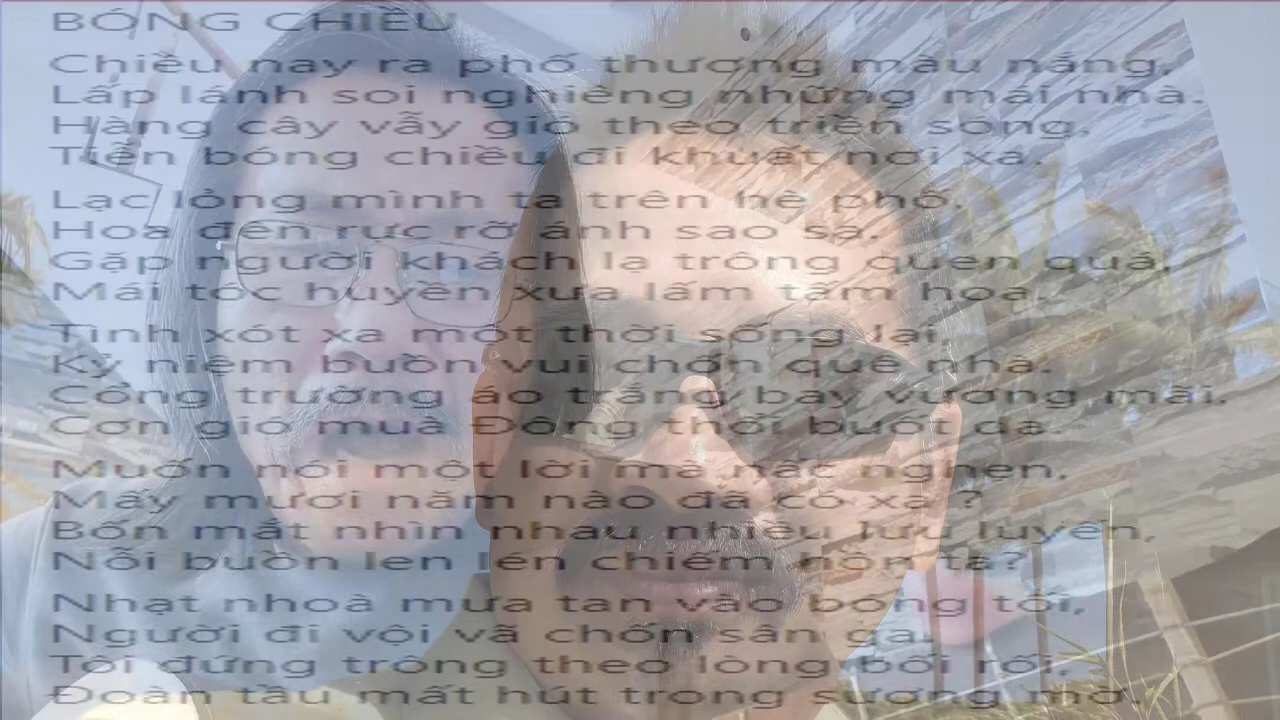 BÓNG CHIỀU
Chiều nay ra phố thương màu nắng,
Lấp lánh soi nghiêng những mái nhà.
Hàng cây vẫy gió theo triền sông,
Tiễn bóng chiều đi khuất nơi xa.
Lạc lỏng mình ta trên hè phố.
Hoa đèn rực rỡ ánh sao sa.
Gặp người khách lạ trông quen quá,
Mái tóc huyền xưa lấm tấm hoa.
Tình xót xa một thời sống lại
Kỷ niệm buồn vui chốn quê nhà.
Cổng trường áo trắng bay vương mãi.
Cơn gió muà Đông thổi buốt da.
Muốn nói một lời mà nấc nghẹn,
Mấy mươi năm nào đã có xa ?
Bốn mắt nhìn nhau nhiều lưu luyến,
Nỗi buồn len lén chiếm hồn ta?
Nhạt nhoà mưa tan vào bóng tối,
Người đi vội vã chốn sân ga.
Tôi đứng trông theo lòng bối rối,
Đoàn tầu mất hút trong sương mờ.